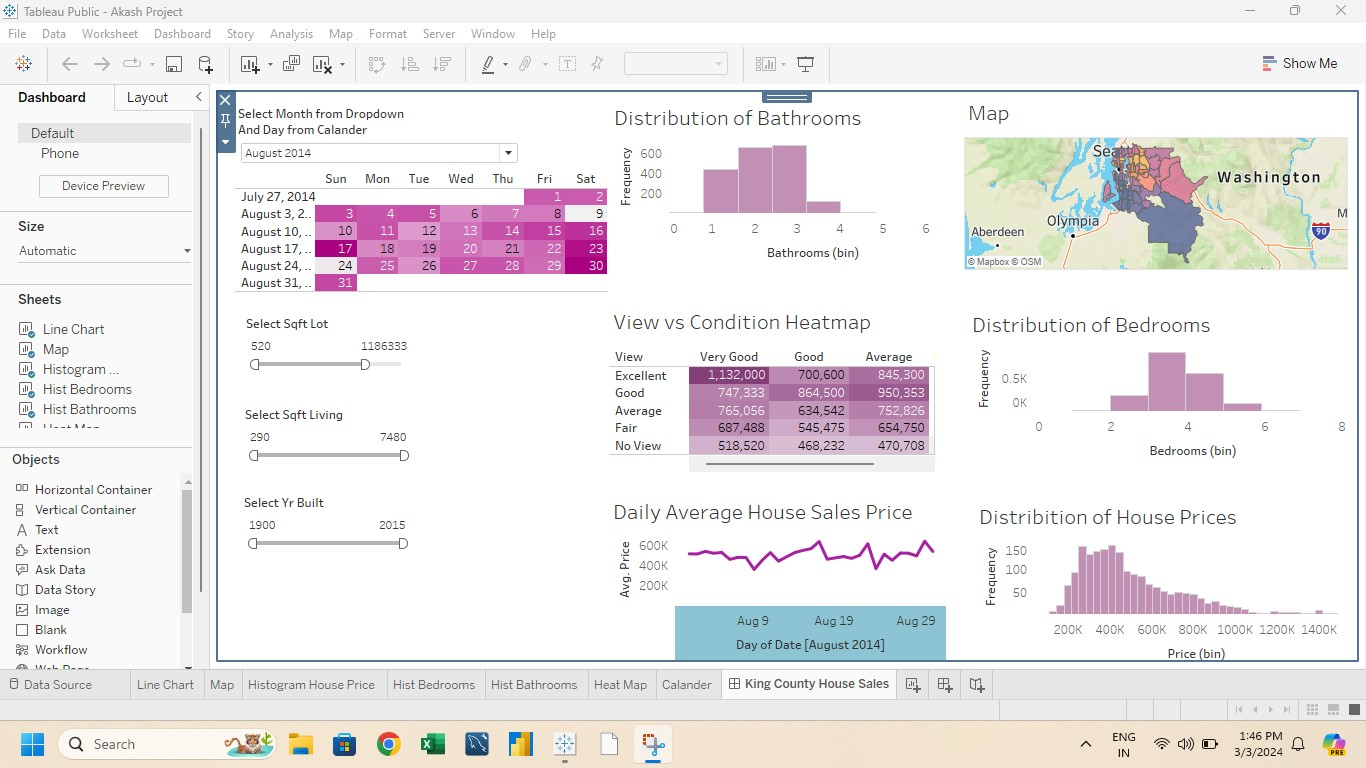 Tableau Public - Akash Project
File Data Worksheet Dashboard Story Analysis Map Format Server Window Help
Show Me
Dashboard Layout
Default
Phone
Device Preview
Size
Automatic
Sheets
Line Chart
Map
Histogram ...
Hist Bedrooms
Hist Bathrooms
Heat Map
Objects
Horizontal Container
Vertical Container
Text
Extension
Ask Data
Data Story
Image
Blank
Workflow
Web Page
Select Month from Dropdown
And Day from Calander
August 2014
Sun Mon Tue Wed Thu Fri Sat
July 27, 2014 1 2
August 3, 2.. 3 4 5 6 7 8 9
August 10, .. 10 11 12 13 14 15 16
August 17, .. 17 18 19 20 21 22 23
August 24, .. 24 25 26 27 28 29 30
August 31, .. 31
Select Sqft Lot
520 1186333
Select Sqft Living
290 7480
Select Yr Built
1900 2015
Distribution of Bathrooms
Frequency
600
400
200
0 1 2 3 4 5 6
Bathrooms (bin)
View vs Condition Heatmap
View Very Good Good Average
Excellent 1,132,000 700,600 845,300
Good 747,333 864,500 950,353
Average 765,056 634,542 752,826
Fair 687,488 545,475 654,750
No View 518,520 468,232 470,708
Daily Average House Sales Price
Avg. Price
600K
400K
200K
Aug 9 Aug 19 Aug 29
Day of Date [August 2014]
Map
Sea
Washington
Olympia
Aberdeen
M
90
© Mapbox © OSM
Distribution of Bedrooms
Frequency
0.5K
0K
0 2 4 6 8
Bedrooms (bin)
Distribition of House Prices
Frequency
150
100
50
200K 400K 600K 800K 1000K 1200K 1400K
Price (bin)
Data Source Line Chart Map Histogram House Price Hist Bedrooms Hist Bathrooms Heat Map Calander King County House Sales
Search
PRE
ENG
IN
1:46 PM
3/3/2024